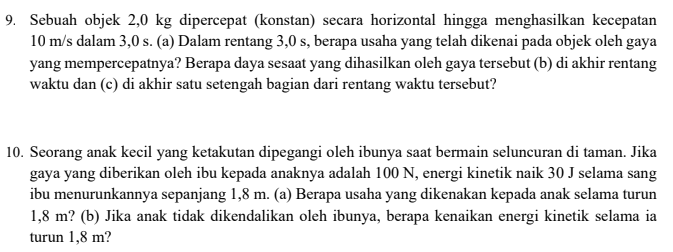 9. Sebuah objek 2,0 kg dipercepat (konstan) secara horizontal hingga menghasilkan kecepatan
10 m/s dalam 3,0 s. (a) Dalam rentang 3,0 s, berapa usaha yang telah dikenai pada objek oleh gaya
yang mempercepatnya? Berapa daya sesaat yang dihasilkan oleh gaya tersebut (b) di akhir rentang
waktu dan (c) di akhir satu setengah bagian dari rentang waktu tersebut?
10. Seorang anak kecil yang ketakutan dipegangi oleh ibunya saat bermain seluncuran di taman. Jika
gaya yang diberikan oleh ibu kepada anaknya adalah 100 N, energi kinetik naik 30 J selama sang
ibu menurunkannya sepanjang 1,8 m. (a) Berapa usaha yang dikenakan kepada anak selama turun
1,8 m? (b) Jika anak tidak dikendalikan oleh ibunya, berapa kenaikan energi kinetik selama ia
turun 1,8 m?